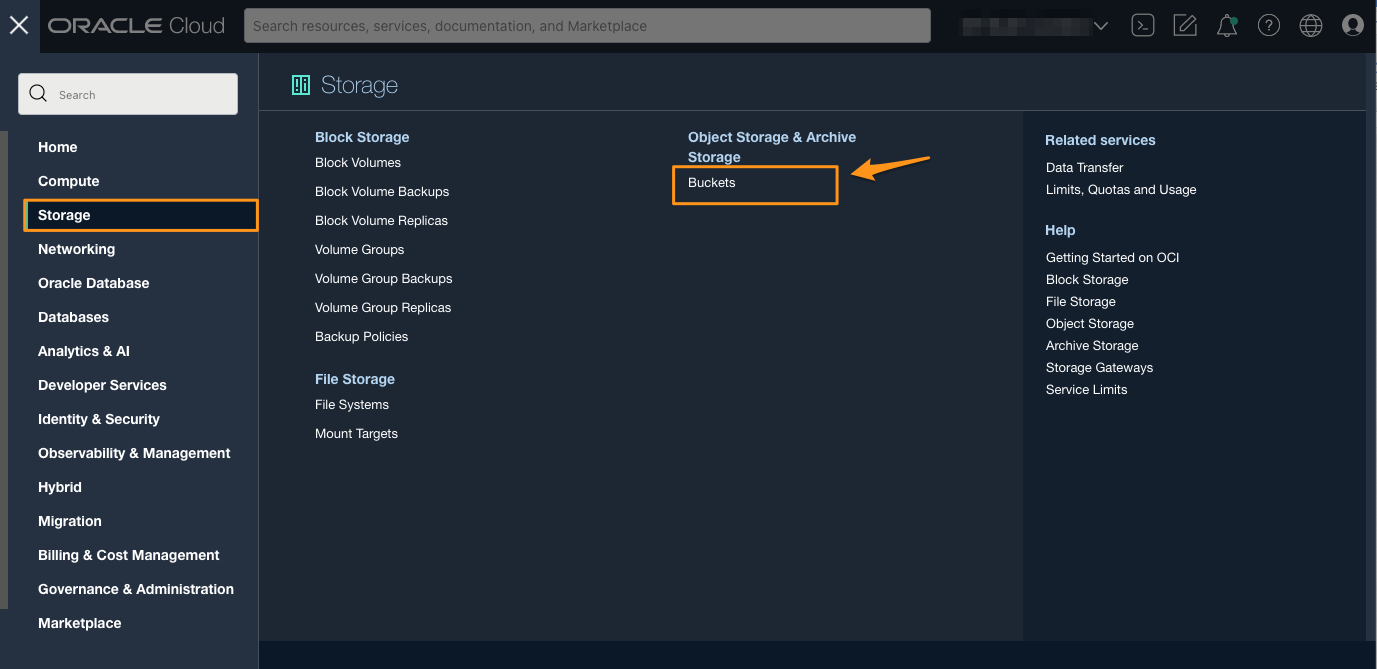 ORACLE Cloud
Search resources, services, documentation, and Marketplace
Search
Home
Compute
Storage
Networking
Oracle Database
Databases
Analytics & AI
Developer Services
Identity & Security
Observability & Management
Hybrid
Migration
Billing & Cost Management
Governance & Administration
Marketplace
Storage
Block Storage
Block Volumes
Block Volume Backups
Block Volume Replicas
Volume Groups
Volume Group Backups
Volume Group Replicas
Backup Policies
File Storage
File Systems
Mount Targets
Object Storage & Archive
Storage
Buckets
Related services
Data Transfer
Limits, Quotas and Usage
Help
Getting Started on OCI
Block Storage
File Storage
Object Storage
Archive Storage
Storage Gateways
Service Limits